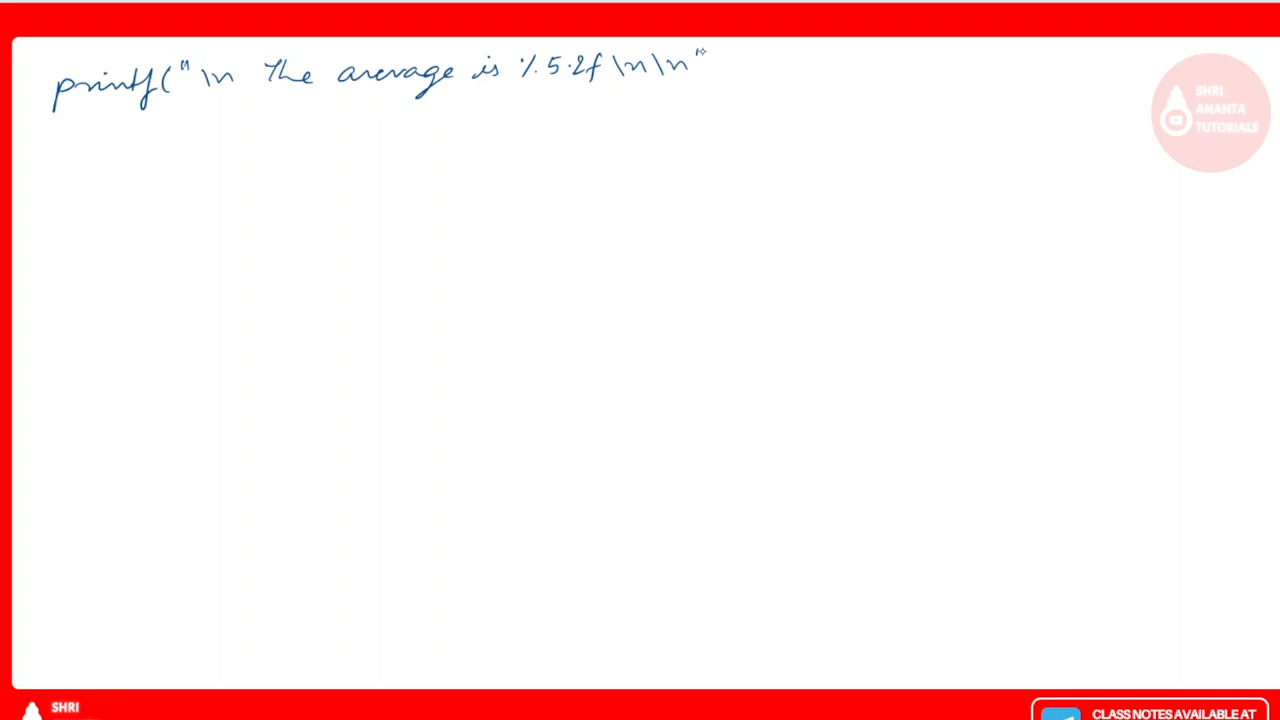 printf("\n The average is %5.2f\n\n"
SHRI
ANANTA
TUTORIALS
SHRI
CLASS NOTES AVAILABLE AT